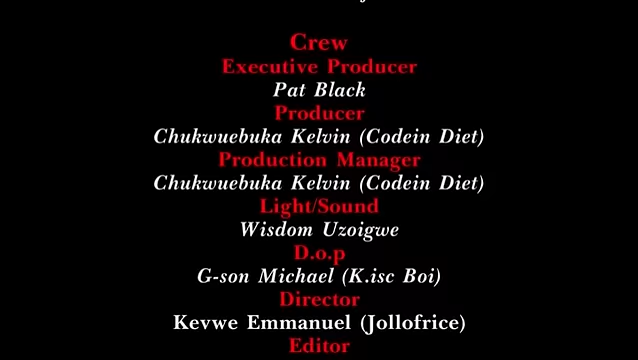 Crew
Executive Producer
Pat Black
Producer
Chukwuebuka Kelvin (Codein Diet)
Production Manager
Chukwuebuka Kelvin (Codein Diet)
Light/Sound
Wisdom Uzoigwe
D.o.p
G-son Michael (K.isc Boi)
Director
Kevwe Emmanuel (Jollofrice)
Editor